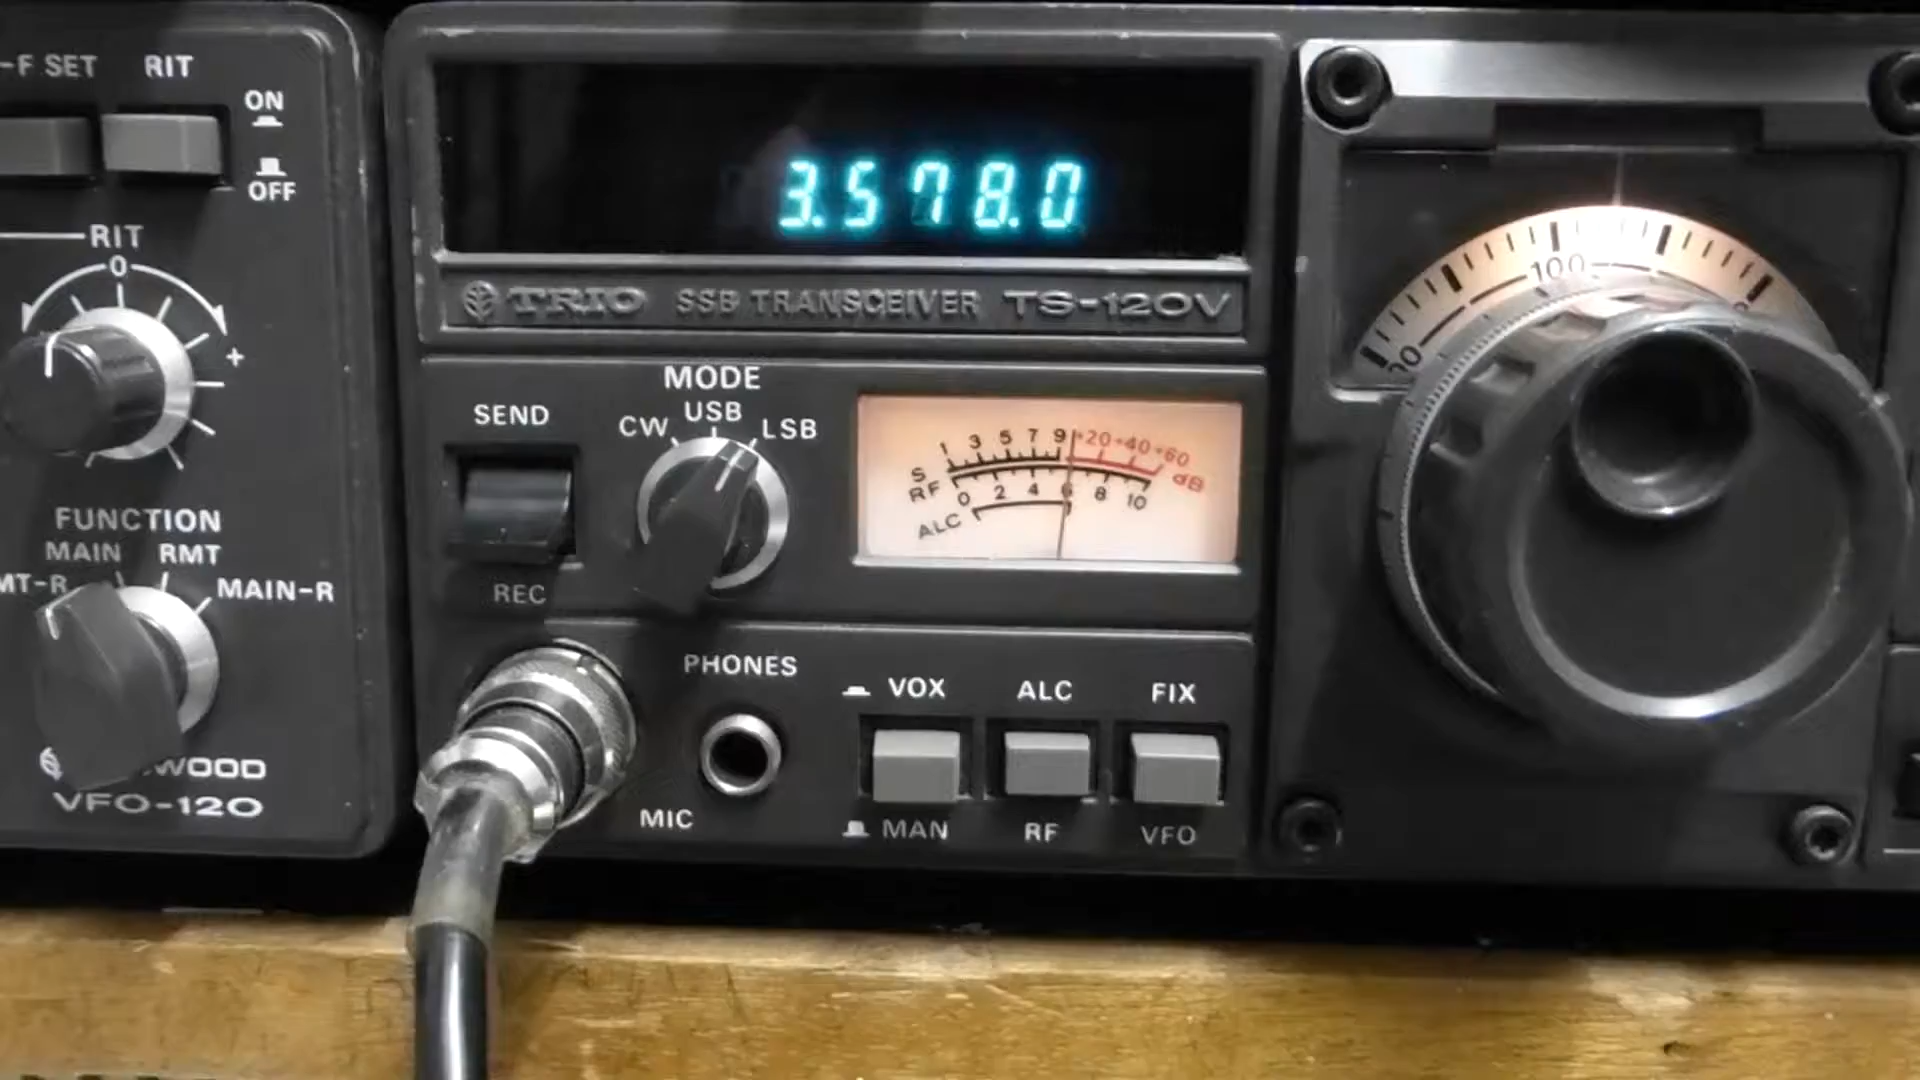 -F SET RIT
ON
OFF
RIT
0
+
FUNCTION
MAIN RMT
MT-R MAIN-R
WOOD
VFO-120
3.578.0
TRIO SSB TRANSCEIVER TS-120V
MODE
USB
CW LSB
SEND
REC
S 1 3 5 7 9 +20 +40 +60 dB
RF 0 2 4 6 8 10
ALC
PHONES
MIC
VOX ALC FIX
MAN RF VFO
100